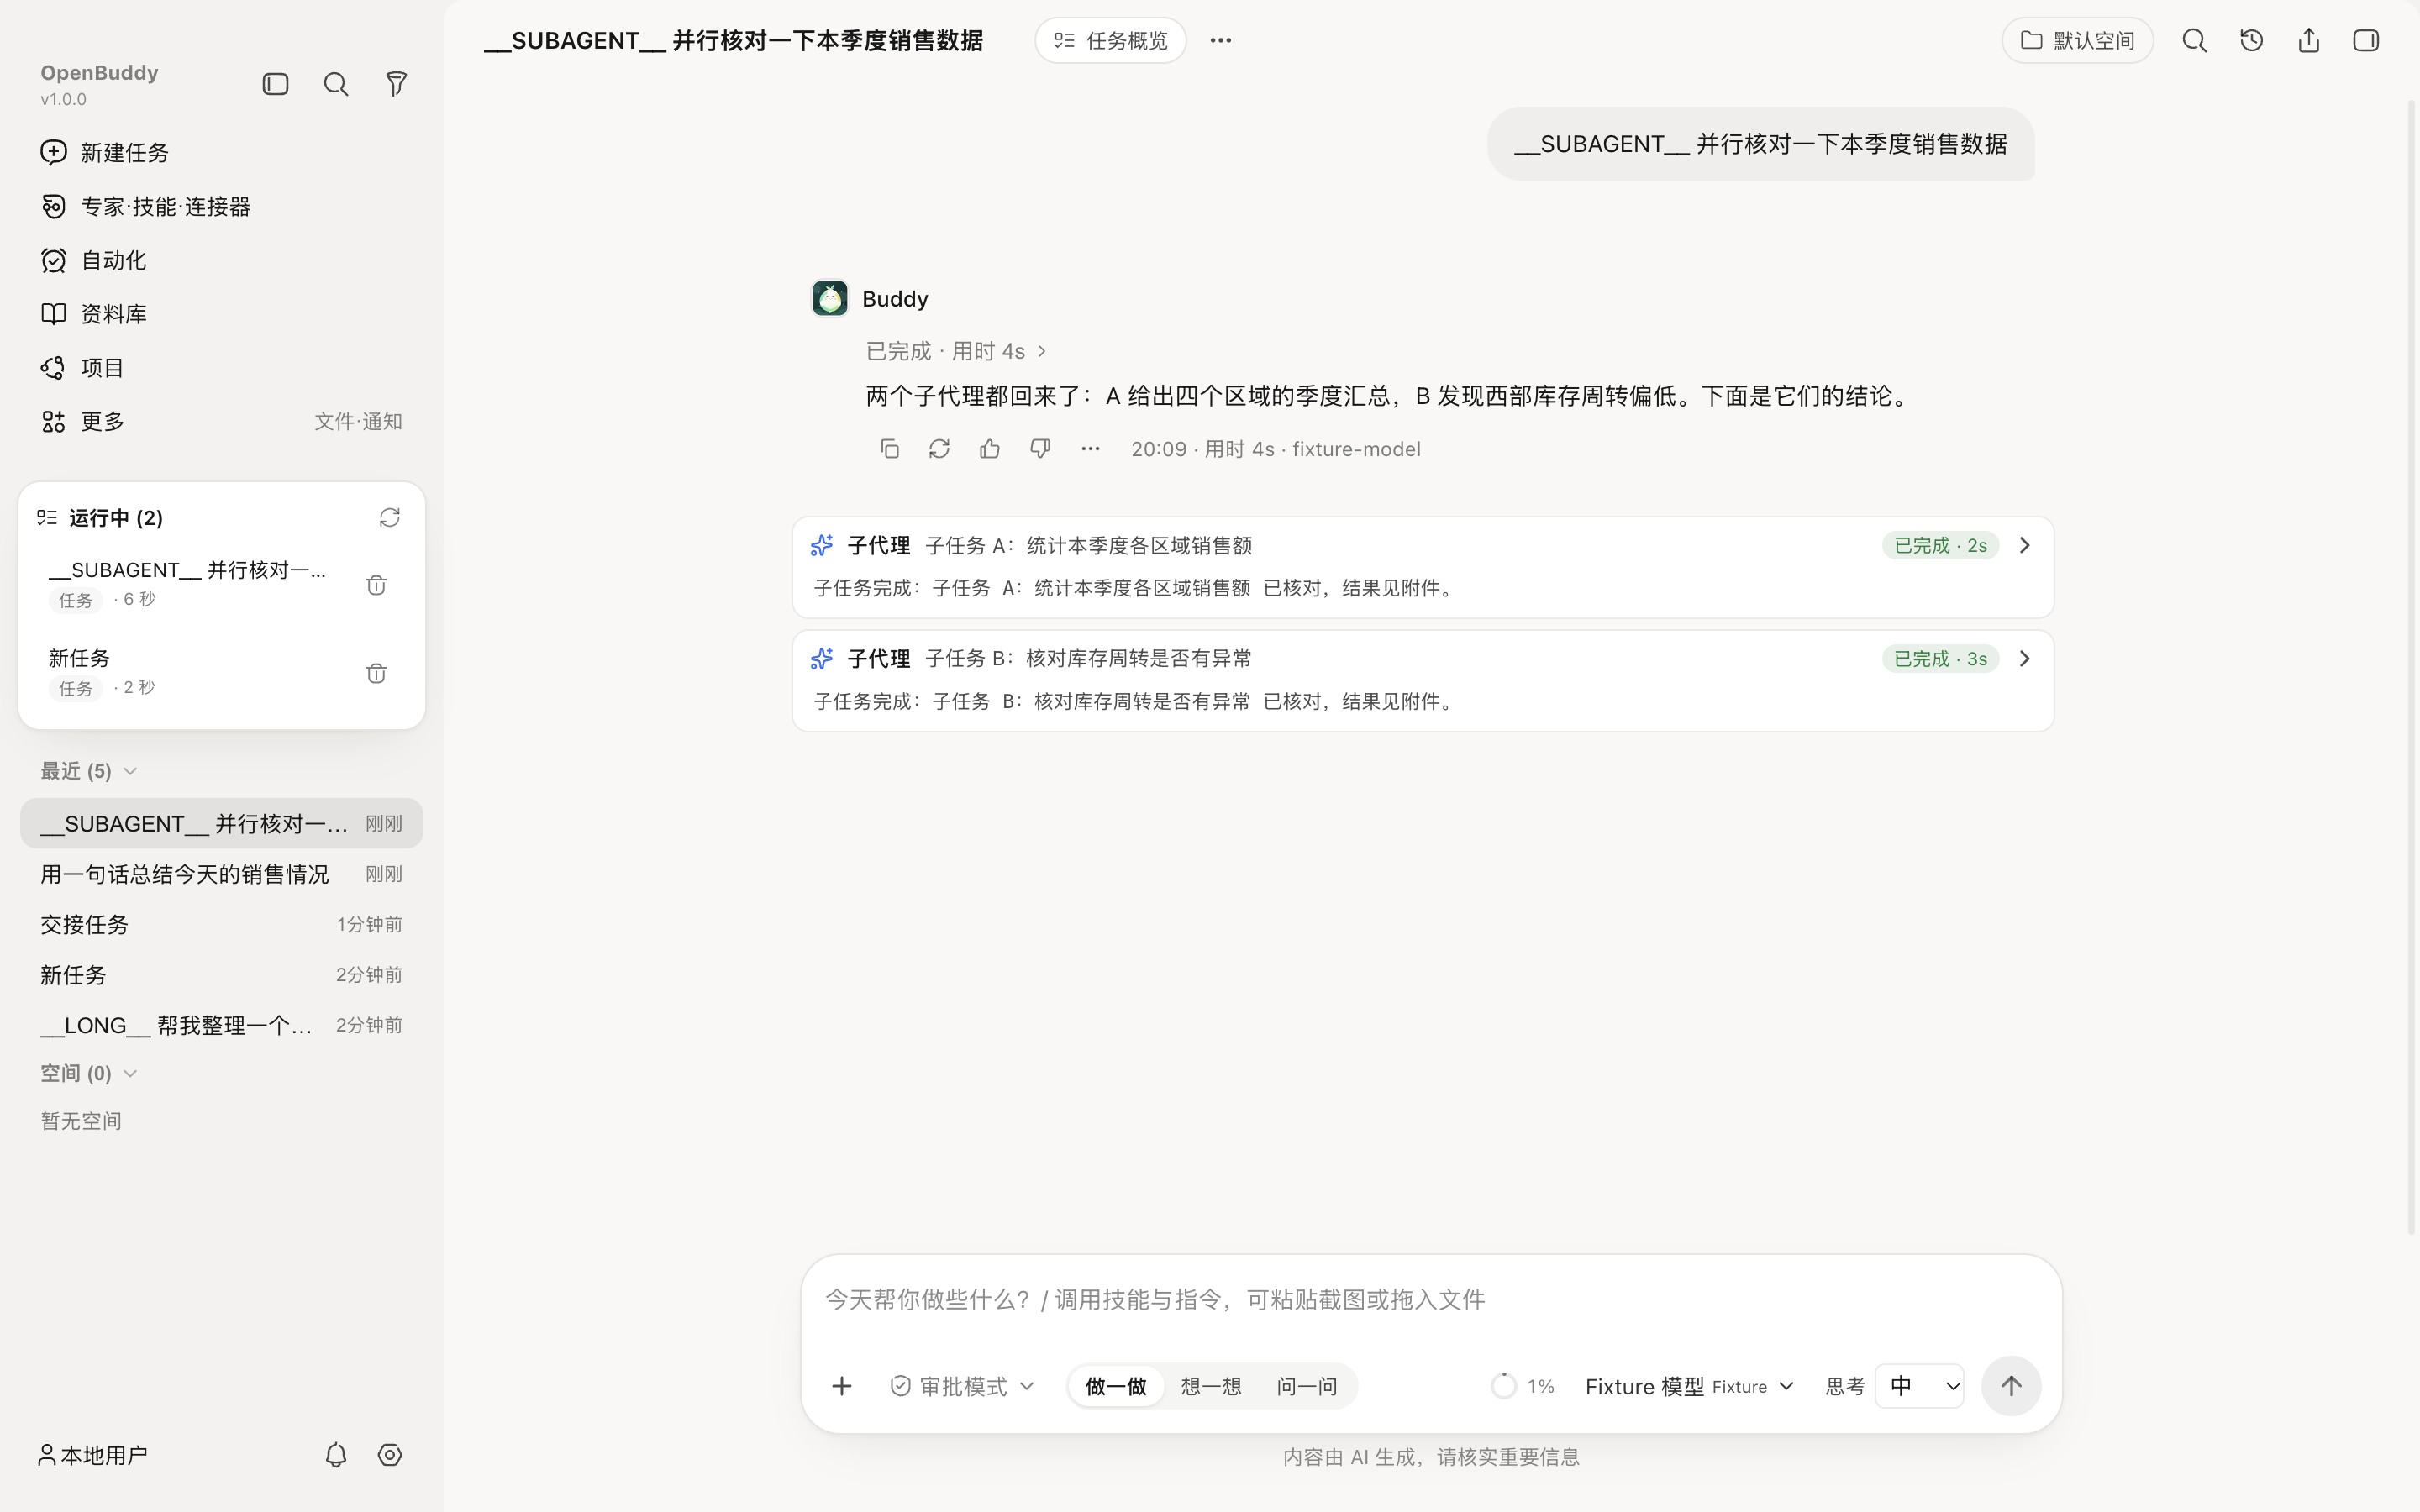 OpenBuddy
v1.0.0
新建任务
专家·技能·连接器
自动化
资料库
项目
更多 文件·通知
运行中 (2)
__SUBAGENT__ 并行核对一...
任务 · 6 秒
新任务
任务 · 2 秒
最近 (5)
__SUBAGENT__ 并行核对一... 刚刚
用一句话总结今天的销售情况 刚刚
交接任务 1分钟前
新任务 2分钟前
__LONG__ 帮我整理一个... 2分钟前
空间 (0)
暂无空间
本地用户
__SUBAGENT__ 并行核对一下本季度销售数据
任务概览
默认空间
__SUBAGENT__ 并行核对一下本季度销售数据
Buddy
已完成 · 用时 4s
两个子代理都回来了：A 给出四个区域的季度汇总，B 发现西部库存周转偏低。下面是它们的结论。
20:09 · 用时 4s · fixture-model
子代理 子任务 A：统计本季度各区域销售额 已完成 · 2s
子任务完成：子任务 A：统计本季度各区域销售额 已核对，结果见附件。
子代理 子任务 B：核对库存周转是否有异常 已完成 · 3s
子任务完成：子任务 B：核对库存周转是否有异常 已核对，结果见附件。
今天帮你做些什么？/ 调用技能与指令，可粘贴截图或拖入文件
审批模式 做一做 想一想 问一问 1% Fixture 模型 Fixture 思考 中
内容由 AI 生成，请核实重要信息